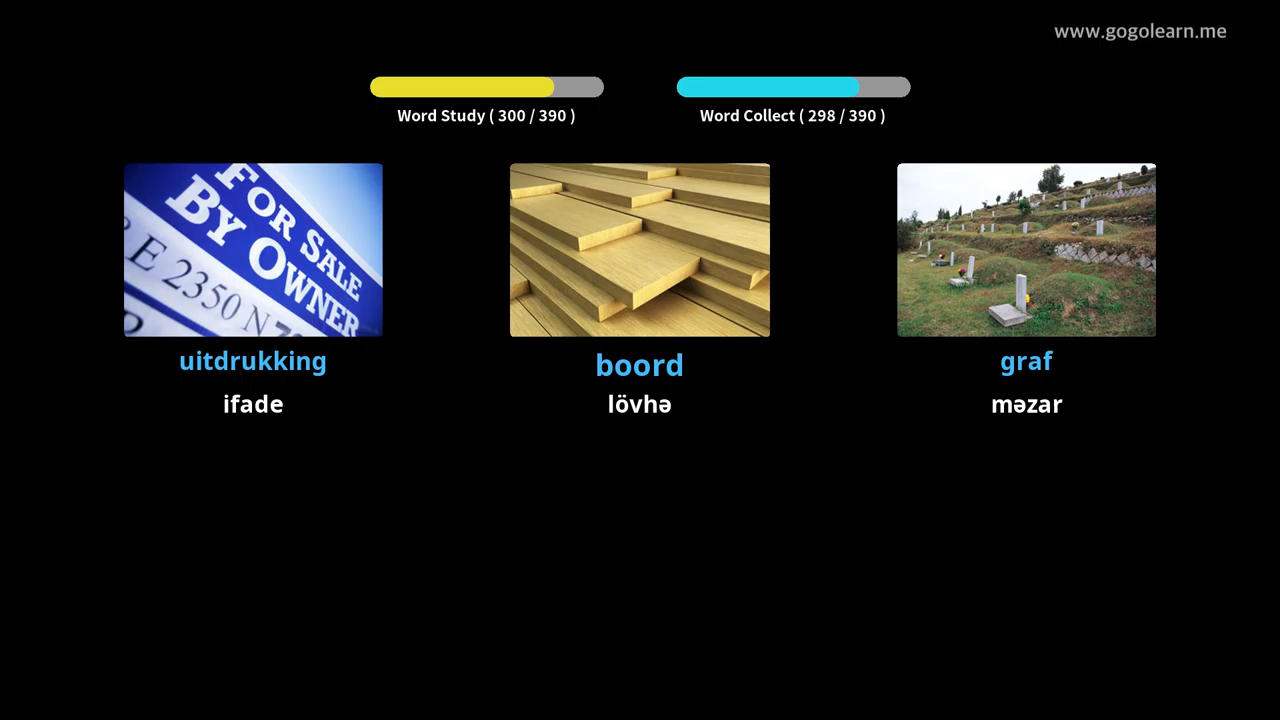 www.gogolearn.me
Word Study ( 300 / 390 )
Word Collect ( 298 / 390 )
FOR SALE
BY OWNER
E 2350 N
uitdrukking
boord
graf
ifade
lövhə
məzar